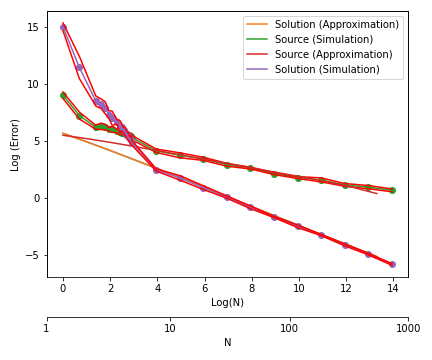 Solution (Approximation)
Source (Simulation)
Source (Approximation)
Solution (Simulation)
15
10
5
0
−5
Log (Error)
0 2 4 6 8 10 12 14
Log(N)
1 10 100 1000
N